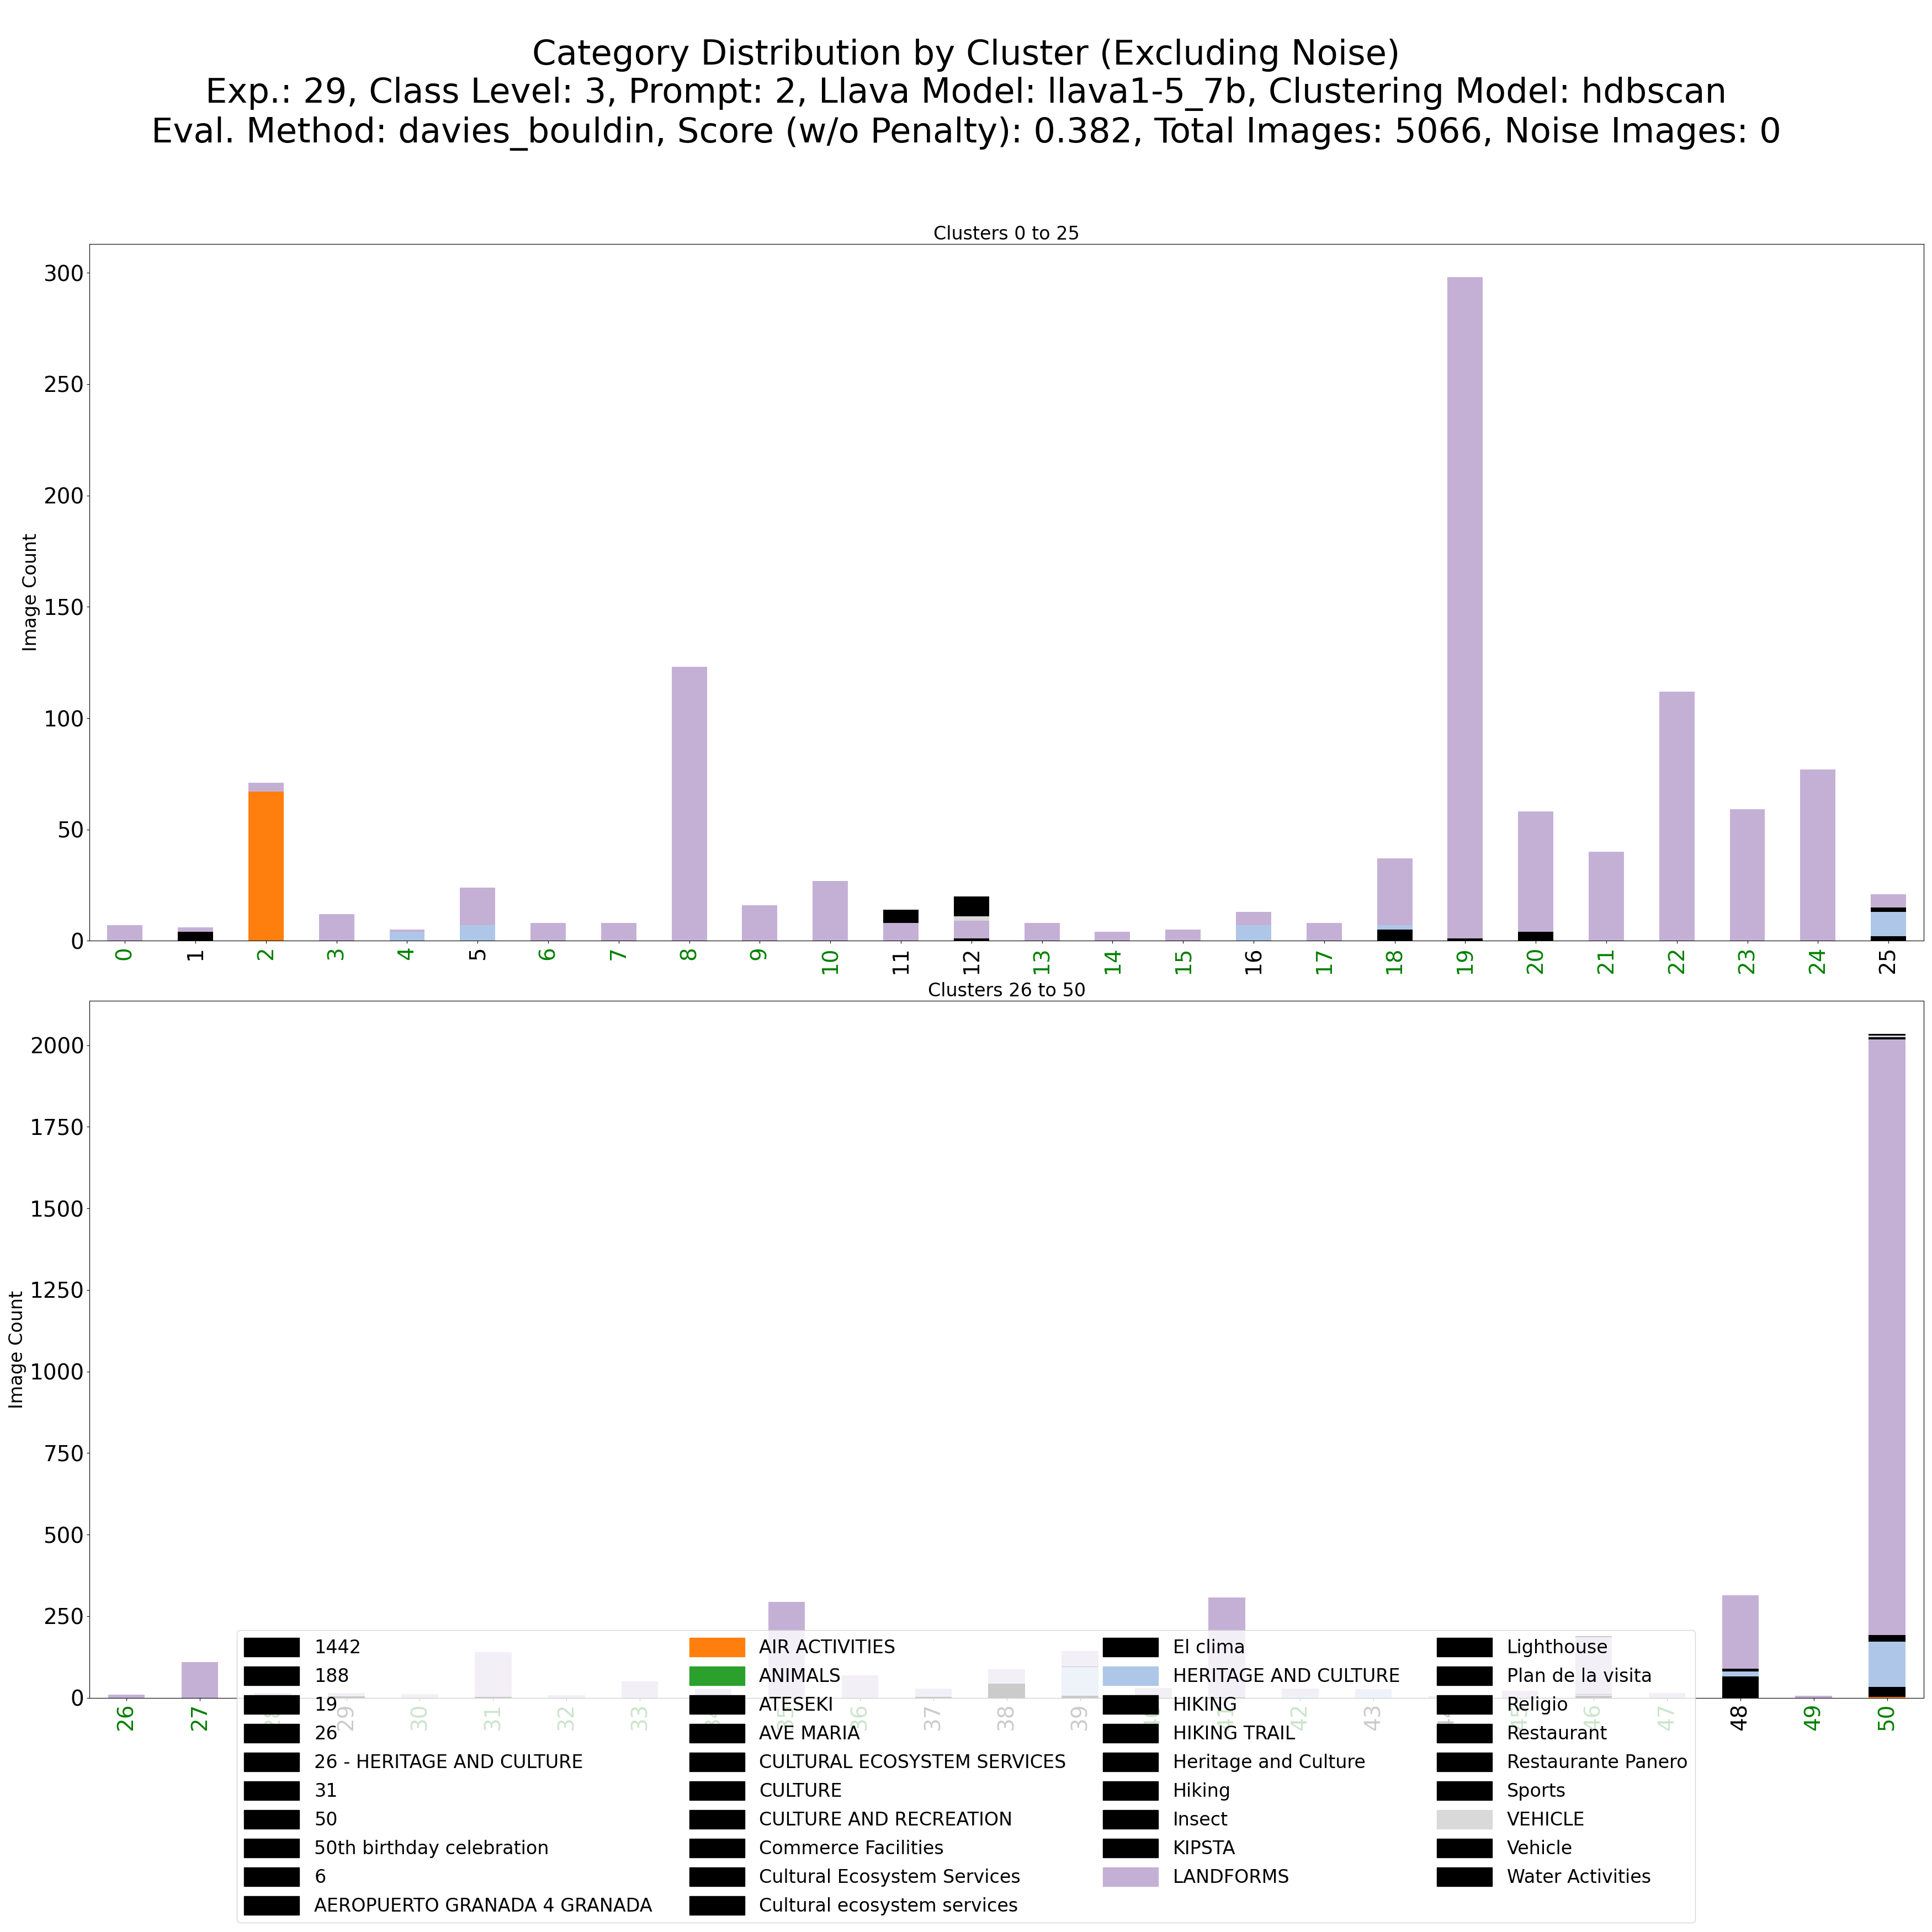 Category Distribution by Cluster (Excluding Noise)
Exp.: 29, Class Level: 3, Prompt: 2, Llava Model: llava1-5_7b, Clustering Model: hdbscan
Eval. Method: davies_bouldin, Score (w/o Penalty): 0.382, Total Images: 5066, Noise Images: 0
Clusters 0 to 25
Image Count
300
250
200
150
100
50
0
0 1 2 3 4 5 6 7 8 9 10 11 12 13 14 15 16 17 18 19 20 21 22 23 24 25
Clusters 26 to 50
Image Count
2000
1750
1500
1250
1000
750
500
250
0
26 27 29 30 31 32 33 35 36 37 38 39 42 43 46 47 48 49 50
1442
188
19
26
26 - HERITAGE AND CULTURE
31
50
50th birthday celebration
6
AEROPUERTO GRANADA 4 GRANADA
AIR ACTIVITIES
ANIMALS
ATESEKI
AVE MARIA
CULTURAL ECOSYSTEM SERVICES
CULTURE
CULTURE AND RECREATION
Commerce Facilities
Cultural Ecosystem Services
Cultural ecosystem services
El clima
HERITAGE AND CULTURE
HIKING
HIKING TRAIL
Heritage and Culture
Hiking
Insect
KIPSTA
LANDFORMS
Lighthouse
Plan de la visita
Religio
Restaurant
Restaurante Panero
Sports
VEHICLE
Vehicle
Water Activities